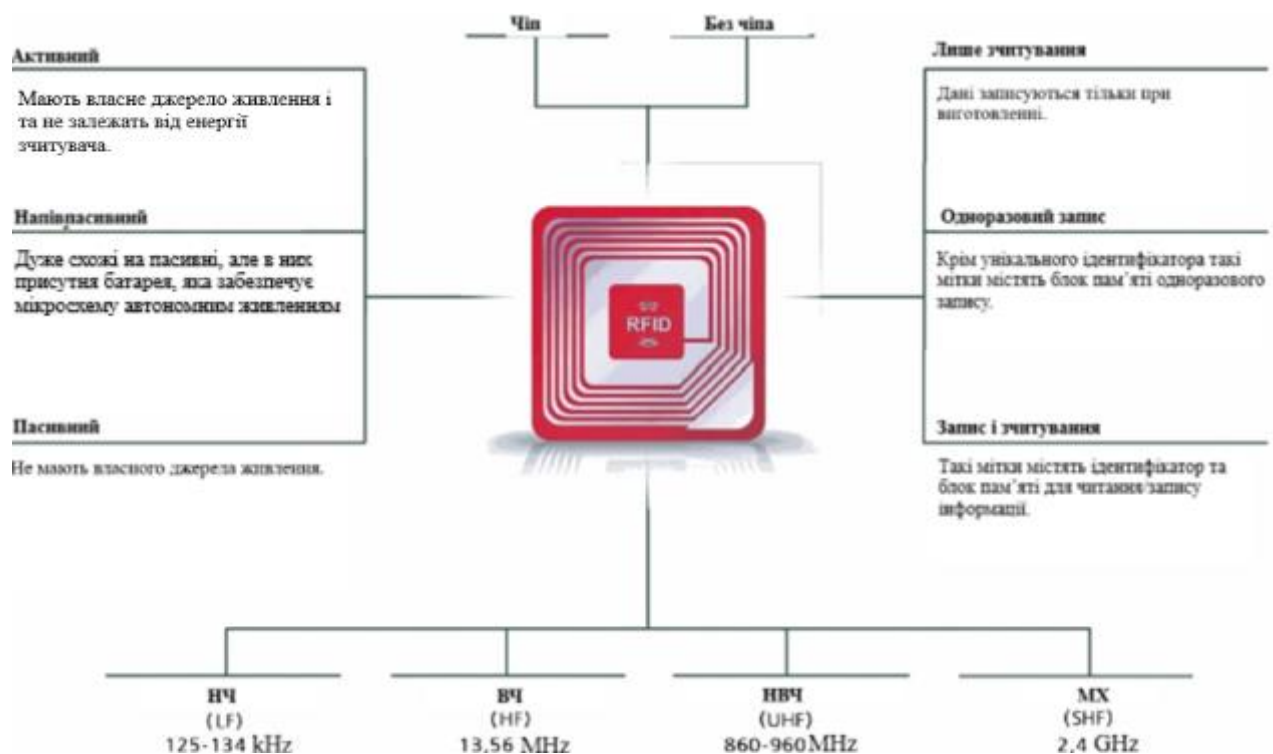 Чіп
Без чіпа
Активний
Мають власне джерело живлення і
та не залежать від енергії
зчитувача.
Напівпасивний
Дуже схожі на пасивні, але в них
присутня батарея, яка забезпечує
мікросхему автономним живленням
Пасивний
Не мають власного джерела живлення.
RFID
Лише зчитування
Дані записуються тільки при
виготовленні.
Одноразовий запис
Крім унікального ідентифікатора такі
мітки містять блок пам’яті одноразового
запису.
Запис і зчитування
Такі мітки містять ідентифікатор та
блок пам’яті для читання/запису
інформації.
НЧ
(LF)
125-134 kHz
ВЧ
(HF)
13,56 MHz
НВЧ
(UHF)
860-960MHz
МХ
(SHF)
2,4 GHz